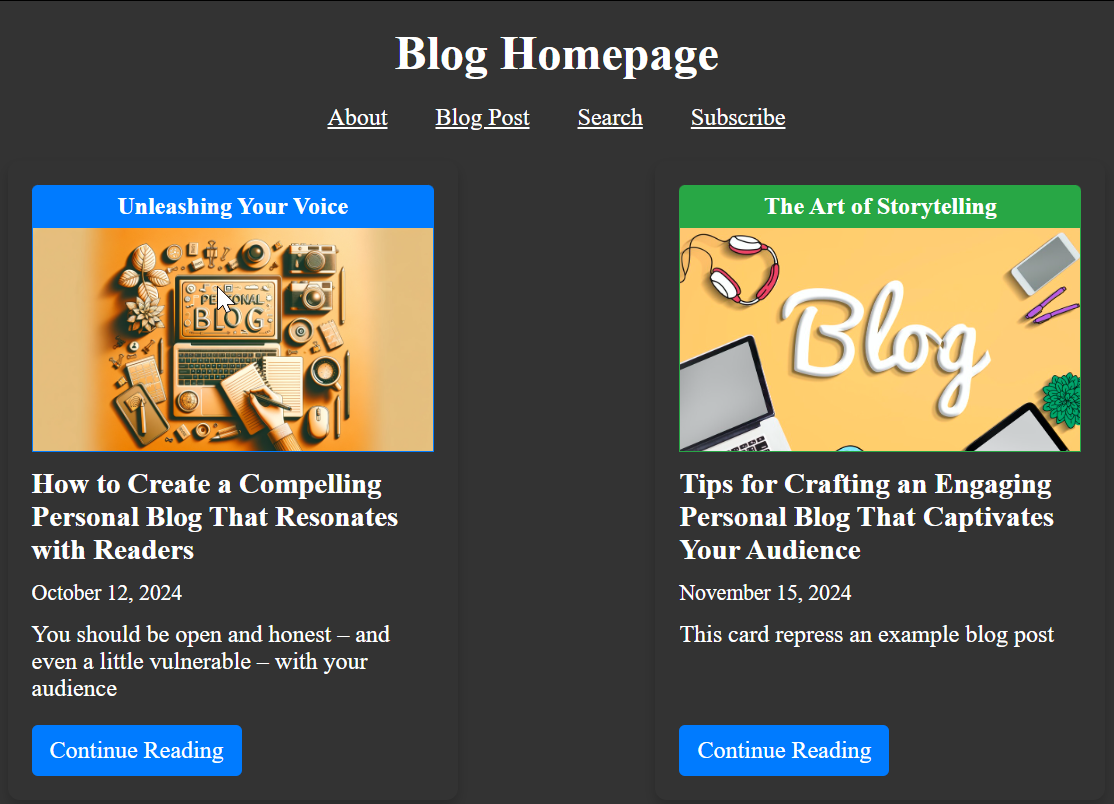 Blog Homepage
About Blog Post Search Subscribe
Unleashing Your Voice
PERSONAL
BLOG
How to Create a Compelling
Personal Blog That Resonates
with Readers
October 12, 2024
You should be open and honest – and
even a little vulnerable – with your
audience
Continue Reading
The Art of Storytelling
Blog
Tips for Crafting an Engaging
Personal Blog That Captivates
Your Audience
November 15, 2024
This card repress an example blog post
Continue Reading